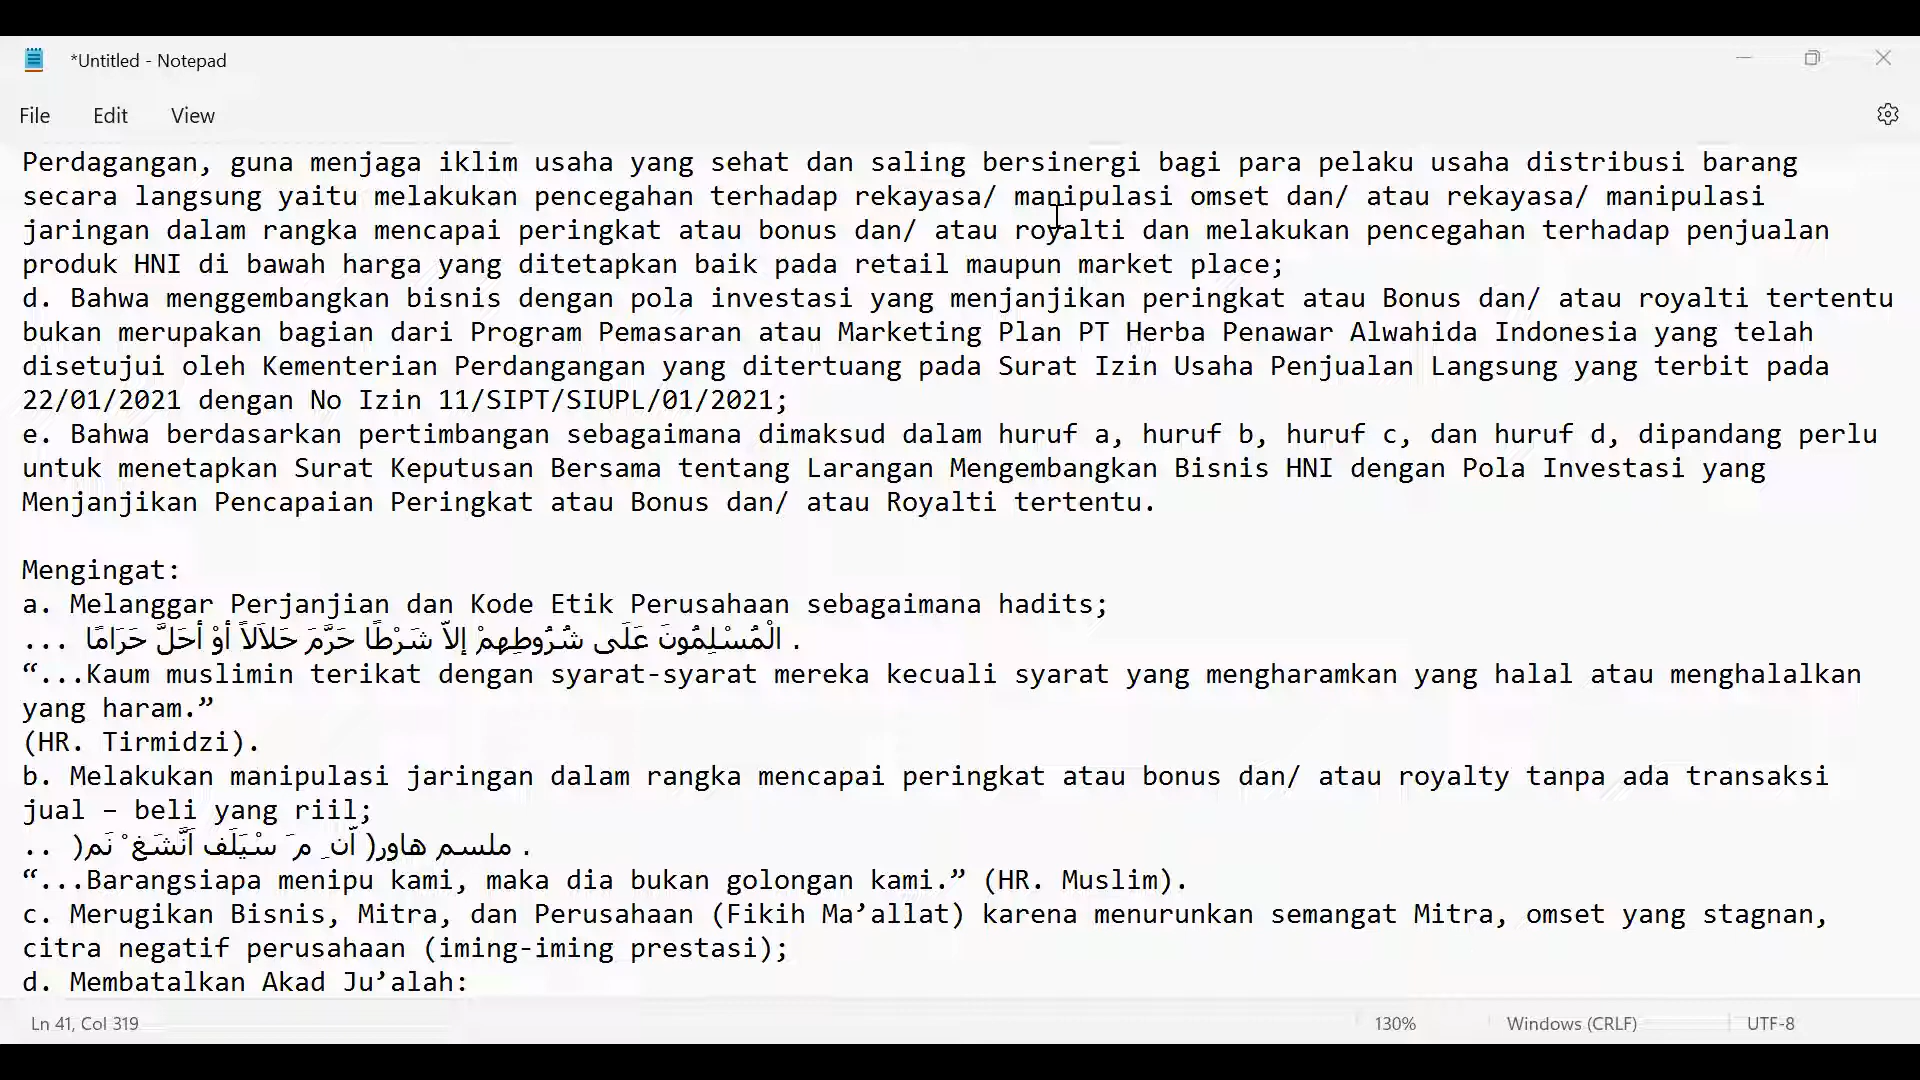 *Untitled - Notepad
File Edit View
Perdagangan, guna menjaga iklim usaha yang sehat dan saling bersinergi bagi para pelaku usaha distribusi barang
secara langsung yaitu melakukan pencegahan terhadap rekayasa/ manipulasi omset dan/ atau rekayasa/ manipulasi
jaringan dalam rangka mencapai peringkat atau bonus dan/ atau royalti dan melakukan pencegahan terhadap penjualan
produk HNI di bawah harga yang ditetapkan baik pada retail maupun market place;
d. Bahwa menggembangkan bisnis dengan pola investasi yang menjanjikan peringkat atau Bonus dan/ atau royalti tertentu
bukan merupakan bagian dari Program Pemasaran atau Marketing Plan PT Herba Penawar Alwahida Indonesia yang telah
disetujui oleh Kementerian Perdangangan yang ditertuang pada Surat Izin Usaha Penjualan Langsung yang terbit pada
22/01/2021 dengan No Izin 11/SIPT/SIUPL/01/2021;
e. Bahwa berdasarkan pertimbangan sebagaimana dimaksud dalam huruf a, huruf b, huruf c, dan huruf d, dipandang perlu
untuk menetapkan Surat Keputusan Bersama tentang Larangan Mengembangkan Bisnis HNI dengan Pola Investasi yang
Menjanjikan Pencapaian Peringkat atau Bonus dan/ atau Royalti tertentu.
Mengingat:
a. Melanggar Perjanjian dan Kode Etik Perusahaan sebagaimana hadits;
... الْمُسْلِمُونَ عَلَى شُرُوطِهِمْ إلاّ شَرْطًا حَرَّمَ حَلاَلاً أوْ أحَلَّ حَرَامًا .
“...Kaum muslimin terikat dengan syarat-syarat mereka kecuali syarat yang mengharamkan yang halal atau menghalalkan
yang haram.”
(HR. Tirmidzi).
b. Melakukan manipulasi jaringan dalam rangka mencapai peringkat atau bonus dan/ atau royalty tanpa ada transaksi
jual – beli yang riil;
.. ملسم هاور( .
“...Barangsiapa menipu kami, maka dia bukan golongan kami.” (HR. Muslim).
c. Merugikan Bisnis, Mitra, dan Perusahaan (Fikih Ma’allat) karena menurunkan semangat Mitra, omset yang stagnan,
citra negatif perusahaan (iming-iming prestasi);
d. Membatalkan Akad Ju’alah:
Ln 41, Col 319 130% Windows (CRLF) UTF-8